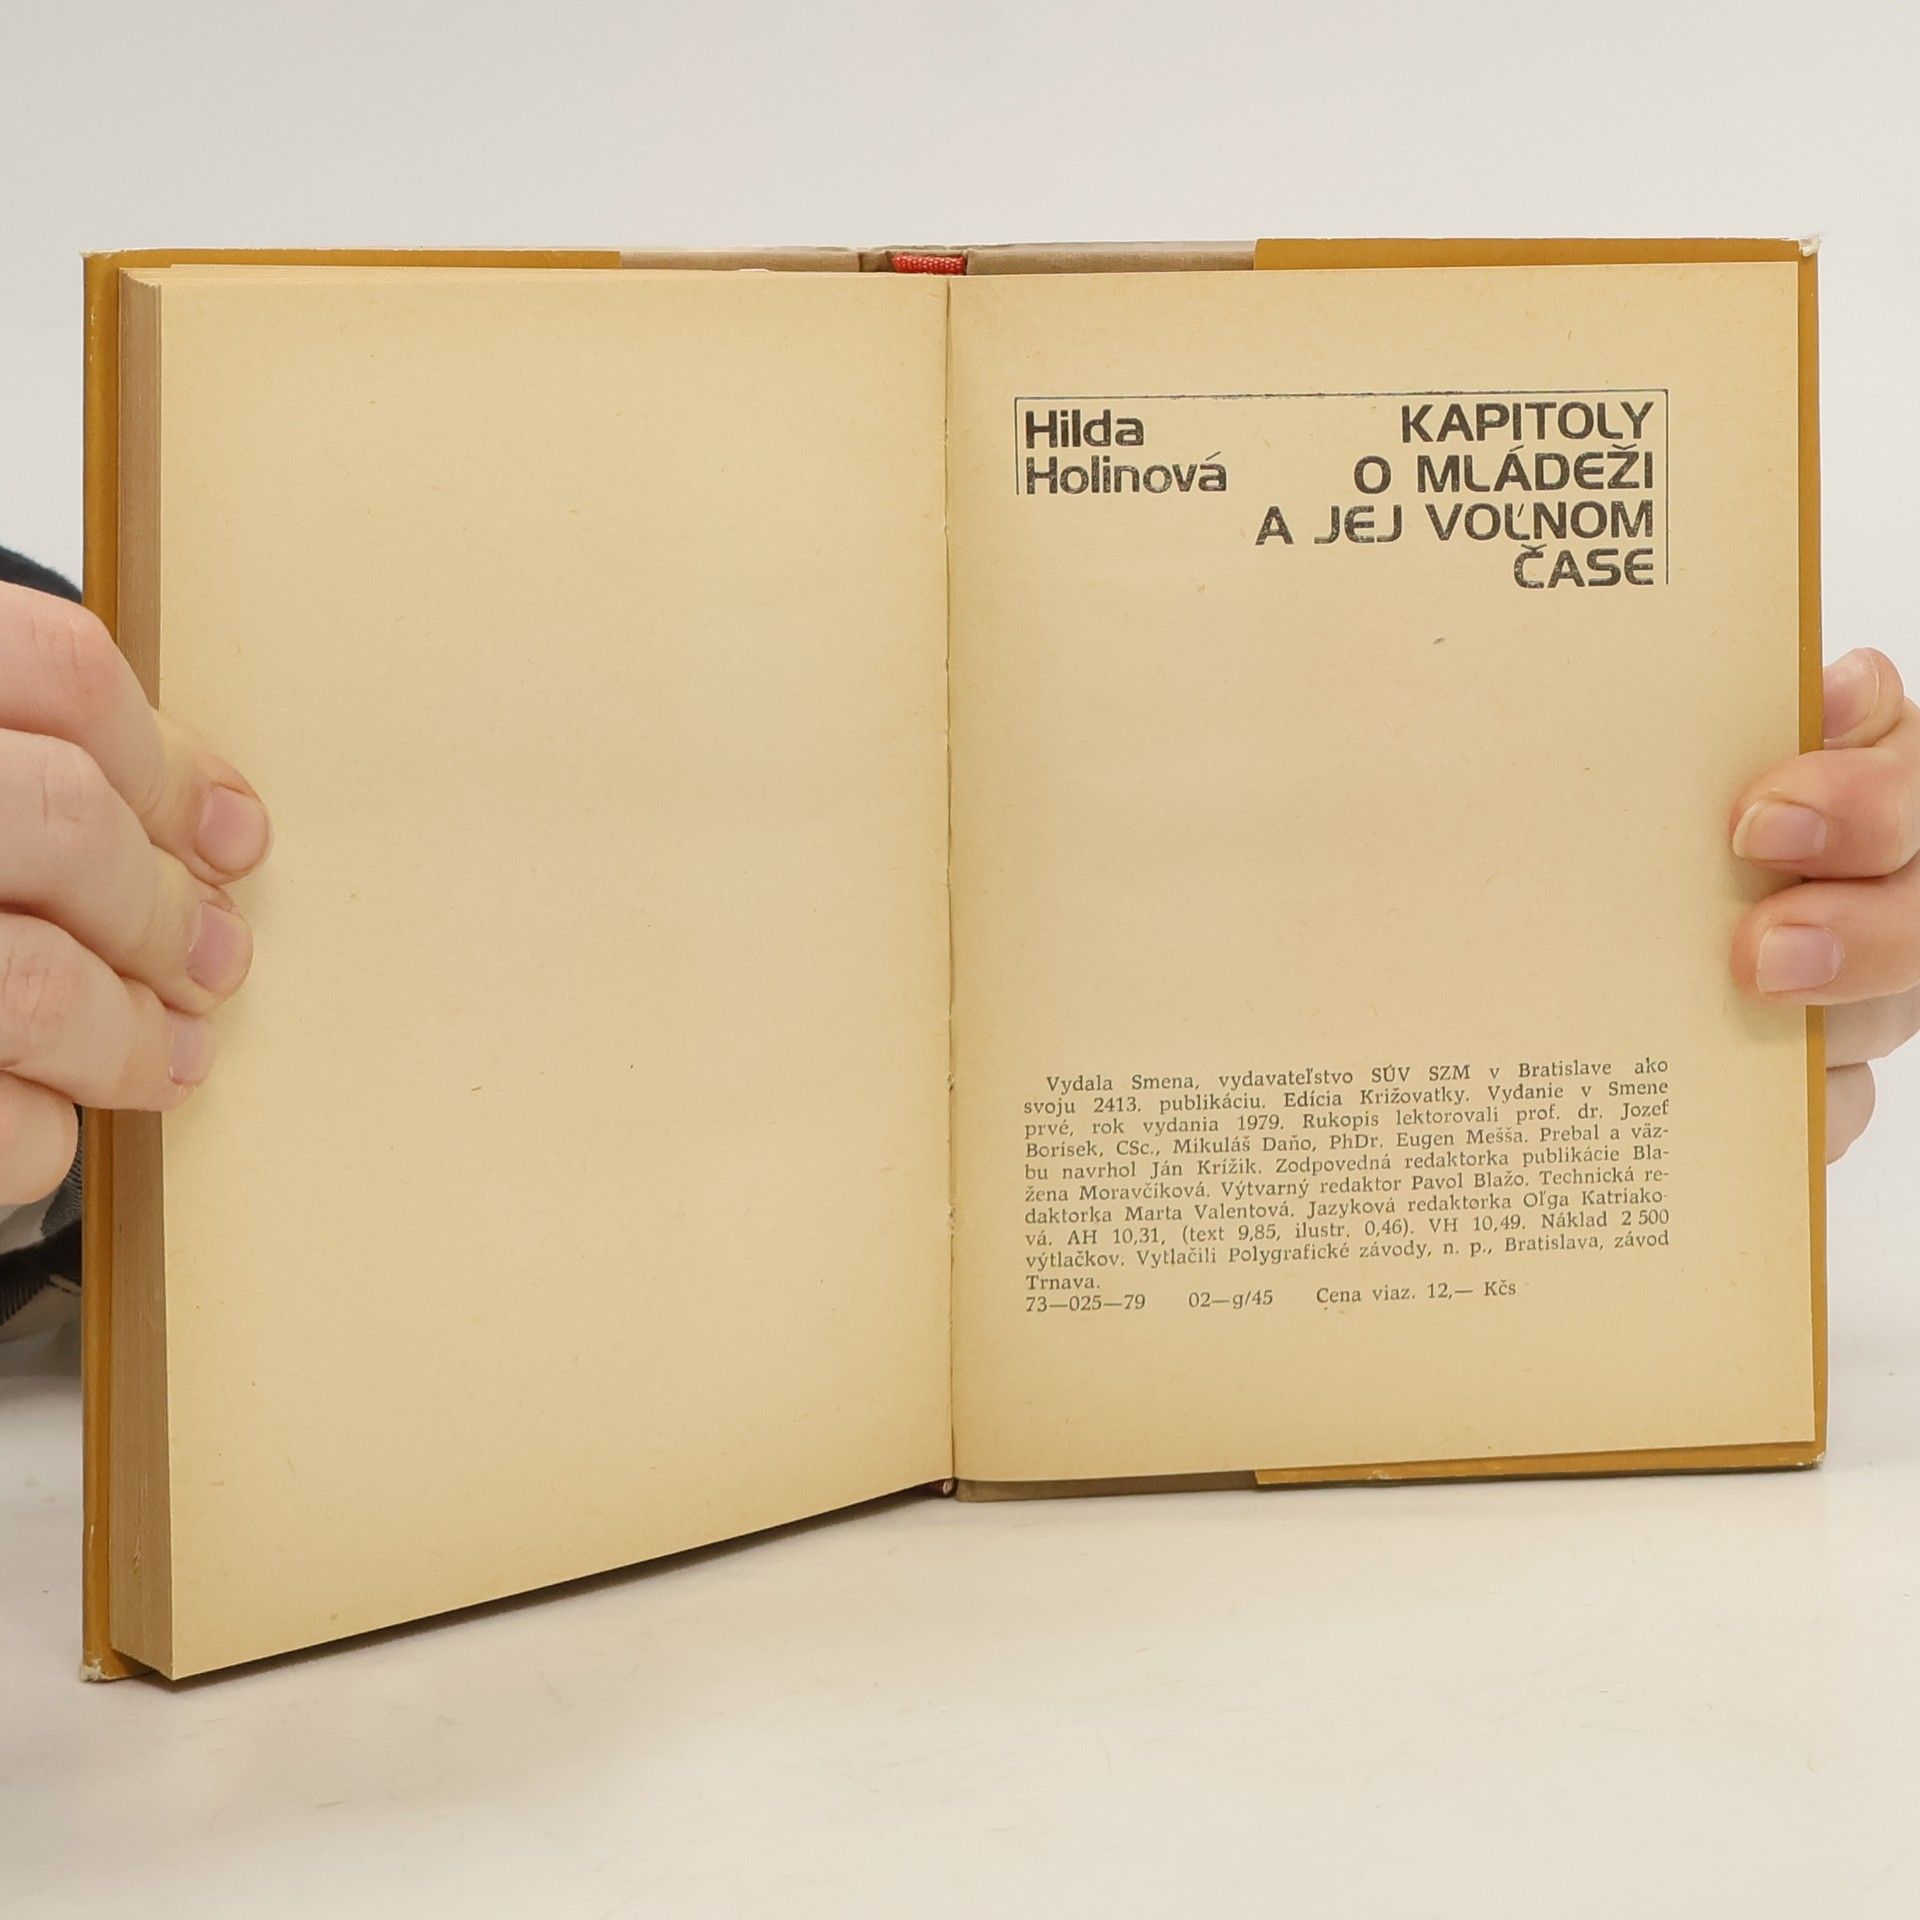 Hilda
Holinová
KAPITOLY
O MLÁDEŽI
A JEJ VOĽNOM
ČASE
Vydala Smena, vydavateľstvo SÚV SZM v Bratislave ako
svoju 2413. publikáciu. Edícia Križovatky. Vydanie v Smene
prvé, rok vydania 1979. Rukopis lektorovali prof. dr. Jozef
Borísek, CSc., Mikuláš Daňo, PhDr. Eugen Mešša. Prebal a väz-
bu navrhol Ján Krížik. Zodpovedná redaktorka publikácie Bla-
žena Moravčíková. Výtvarný redaktor Pavol Blažo. Technická re-
daktorka Marta Valentová. Jazyková redaktorka Oľga Katriako-
vá. AH 10,31, (text 9,85, ilustr. 0,46). VH 10,49. Náklad 2 500
výtlačkov. Vytlačili Polygrafické závody, n. p., Bratislava, závod
Trnava.
73—025—79 02—g/45 Cena viaz. 12,— Kčs